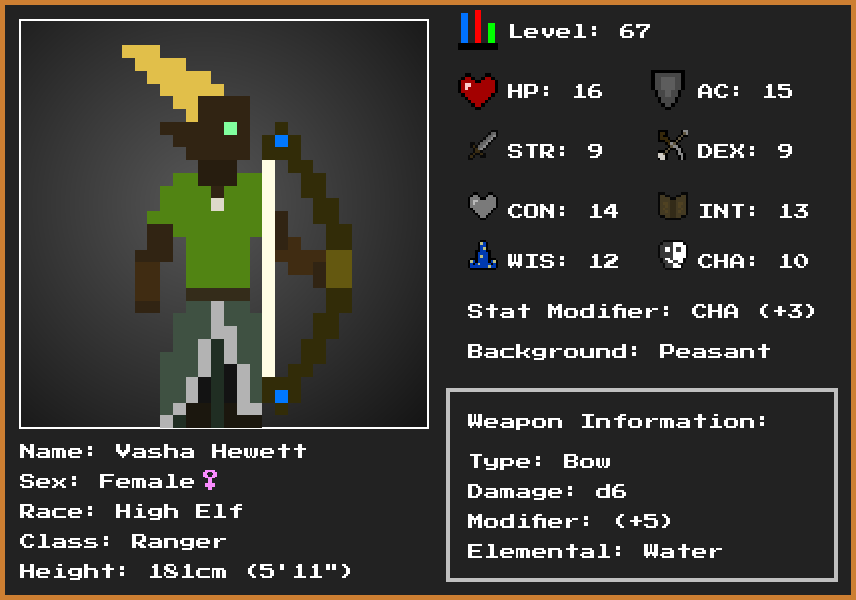 Level: 67
HP: 16
AC: 15
STR: 9
DEX: 9
CON: 14
INT: 13
WIS: 12
CHA: 10
Stat Modifier: CHA (+3)
Background: Peasant
Weapon Information:
Type: Bow
Damage: d6
Modifier: (+5)
Elemental: Water
Name: Vasha Hewett
Sex: Female♀
Race: High Elf
Class: Ranger
Height: 181cm (5'11")